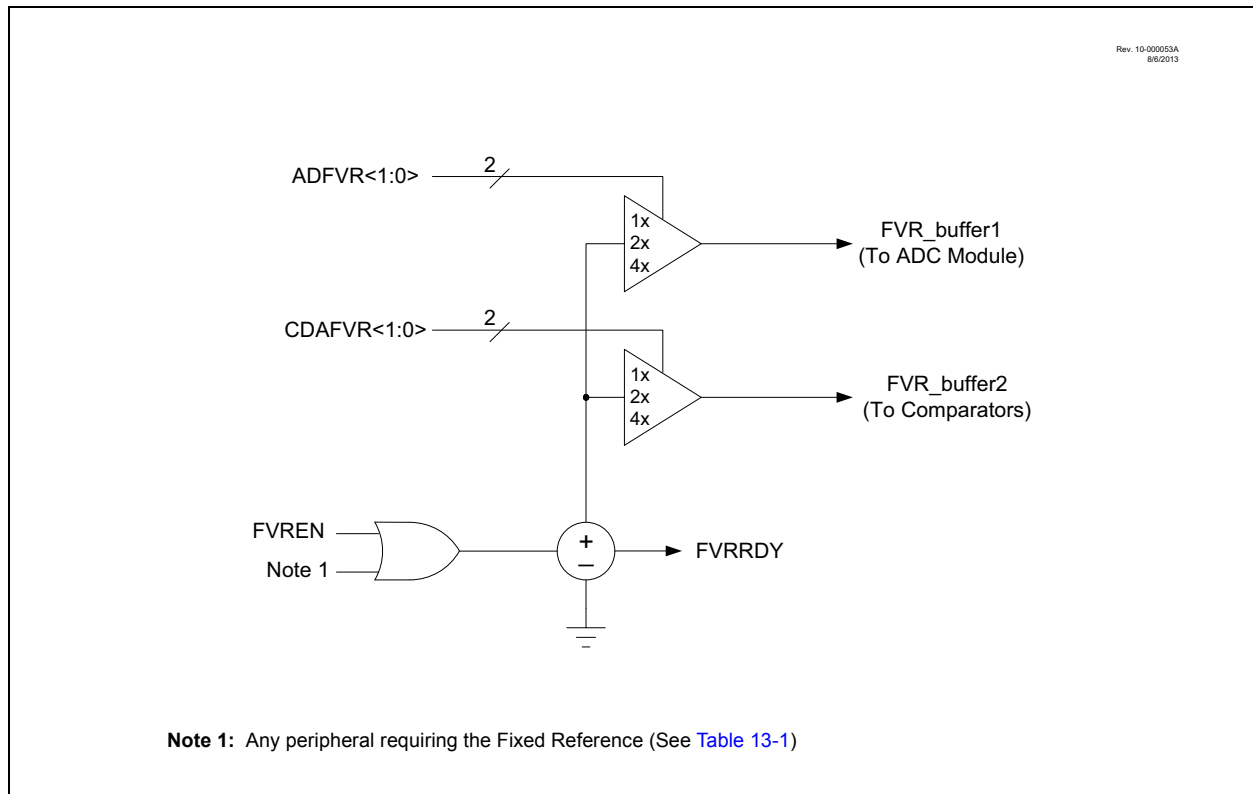 Rev. 10-000053A
8/6/2013
ADFVR<1:0>
2
1x
2x
4x
FVR_buffer1
(To ADC Module)
CDAFVR<1:0>
2
1x
2x
4x
FVR_buffer2
(To Comparators)
FVREN
Note 1
+
–
FVRRDY
Note 1: Any peripheral requiring the Fixed Reference (See Table 13-1)